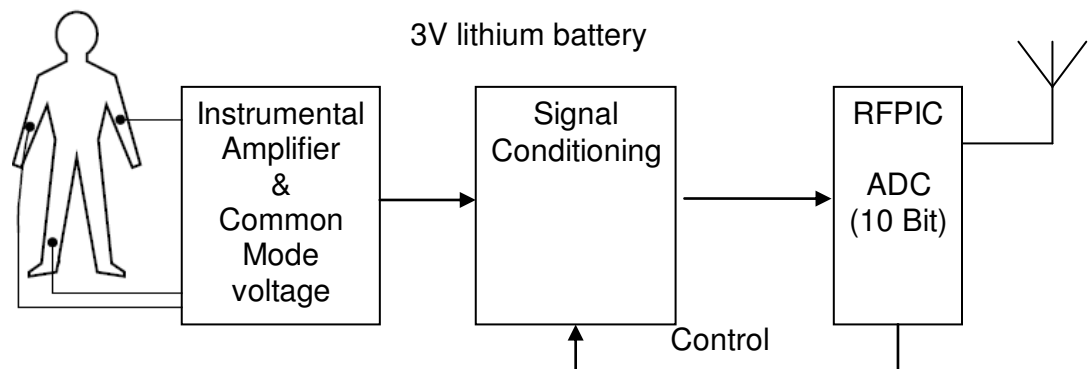 3V lithium battery
Instrumental
Amplifier
&
Common
Mode
voltage
Signal
Conditioning
RFPIC
ADC
(10 Bit)
Control